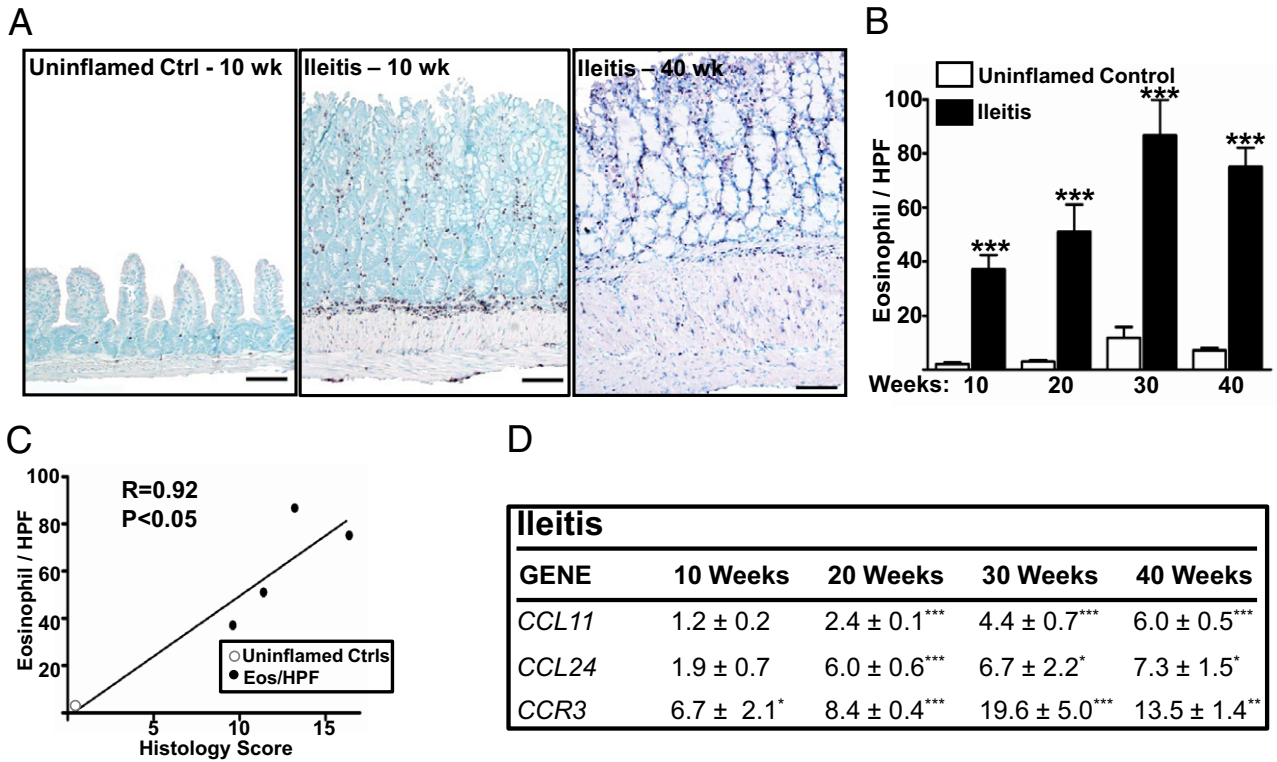 A
Uninflamed Ctrl - 10 wk
Ileitis – 10 wk
Ileitis – 40 wk
B
Uninflamed Control
Ileitis
Eosinophil / HPF
100
80
60
40
20
***
***
***
***
Weeks: 10 20 30 40
C
R=0.92
P<0.05
Eosinophil / HPF
100
80
60
40
20
Uninflamed Ctrls
Eos/HPF
5 10 15
Histology Score
D
Ileitis
GENE 10 Weeks 20 Weeks 30 Weeks 40 Weeks
CCL11 1.2 ± 0.2 2.4 ± 0.1*** 4.4 ± 0.7*** 6.0 ± 0.5***
CCL24 1.9 ± 0.7 6.0 ± 0.6*** 6.7 ± 2.2* 7.3 ± 1.5*
CCR3 6.7 ± 2.1* 8.4 ± 0.4*** 19.6 ± 5.0*** 13.5 ± 1.4**